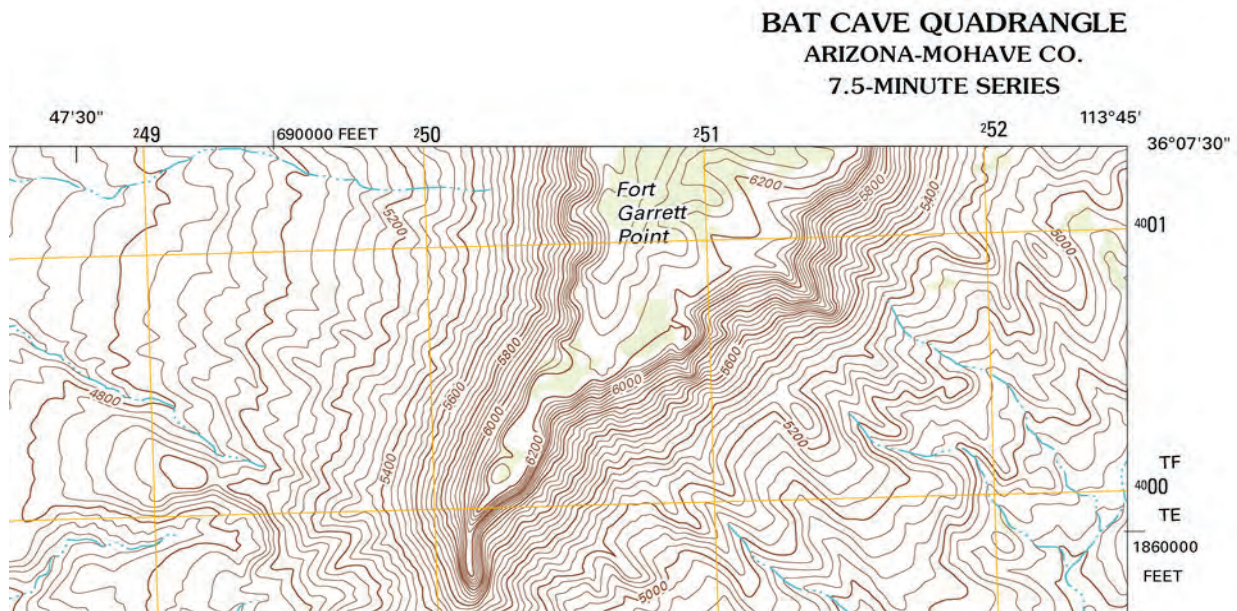 BAT CAVE QUADRANGLE
ARIZONA-MOHAVE CO.
7.5-MINUTE SERIES
47'30"
²49
690000 FEET
²50
²51
²52
113°45'
36°07'30"
6200
5800
5400
Fort
Garrett
Point
5200
⁴⁰01
5000
5800
5600
5600
6000
4800
6000
5200
6200
5400
TF
⁴⁰00
TE
1860000
FEET
5000